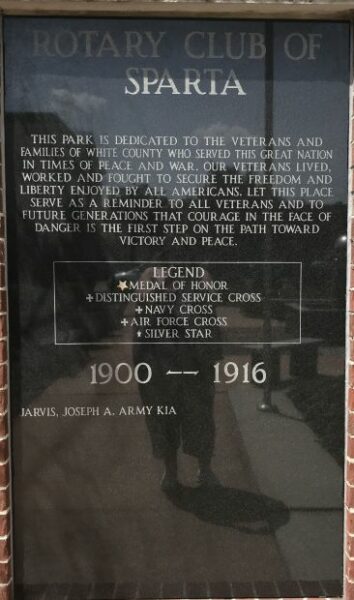 ROTARY CLUB OF
SPARTA
THIS PARK IS DEDICATED TO THE VETERANS AND
FAMILIES OF WHITE COUNTY WHO SERVED THIS GREAT NATION
IN TIMES OF PEACE AND WAR. OUR VETERANS LIVED,
WORKED AND FOUGHT TO SECURE THE FREEDOM AND
LIBERTY ENJOYED BY ALL AMERICANS. LET THIS PLACE
SERVE AS A REMINDER TO ALL VETERANS AND TO
FUTURE GENERATIONS THAT COURAGE IN THE FACE OF
DANGER IS THE FIRST STEP ON THE PATH TOWARD
VICTORY AND PEACE.
LEGEND
★MEDAL OF HONOR
✢DISTINGUISHED SERVICE CROSS
✢NAVY CROSS
✢AIR FORCE CROSS
★SILVER STAR
1900 -- 1916
JARVIS, JOSEPH A. ARMY KIA